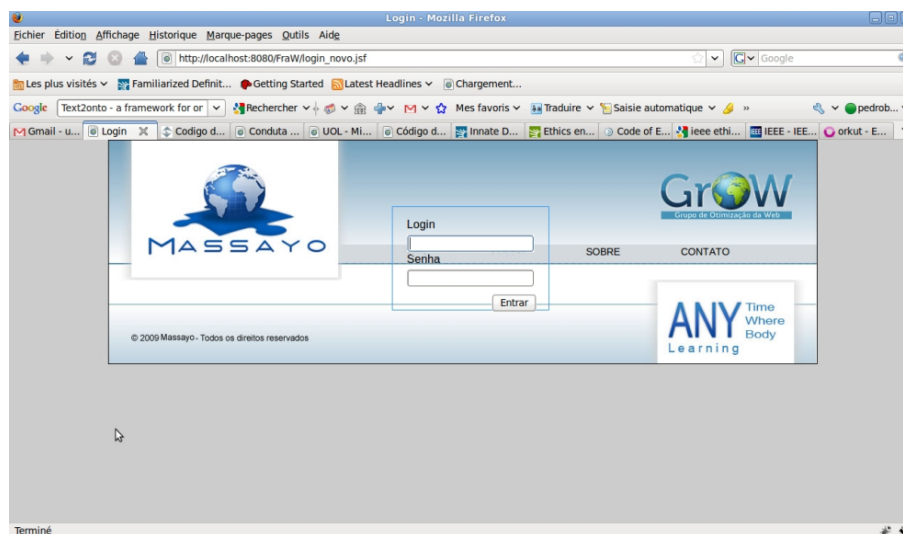 Login - Mozilla Firefox
Fichier Édition Affichage Historique Marque-pages Outils Aide
http://localhost:8080/FraW/login_novo.jsf
Google
Les plus visités Familiarized Definit... Getting Started Latest Headlines Chargement...
Google Text2onto - a framework for or Rechercher Mes favoris Traduire Saisie automatique » pedrob...
Gmail - u... Login Codigo d... Conduta ... UOL - Mi... Código d... Innate D... Ethics en... Code of E... ieee ethi... IEEE - IEE... orkut - E...
MASSAYO
Login
Senha
Entrar
GrOW
Grupo de Otimização da Web
SOBRE CONTATO
© 2009 Massayo - Todos os direitos reservados
ANY Time
Where
Body
Learning
Terminé